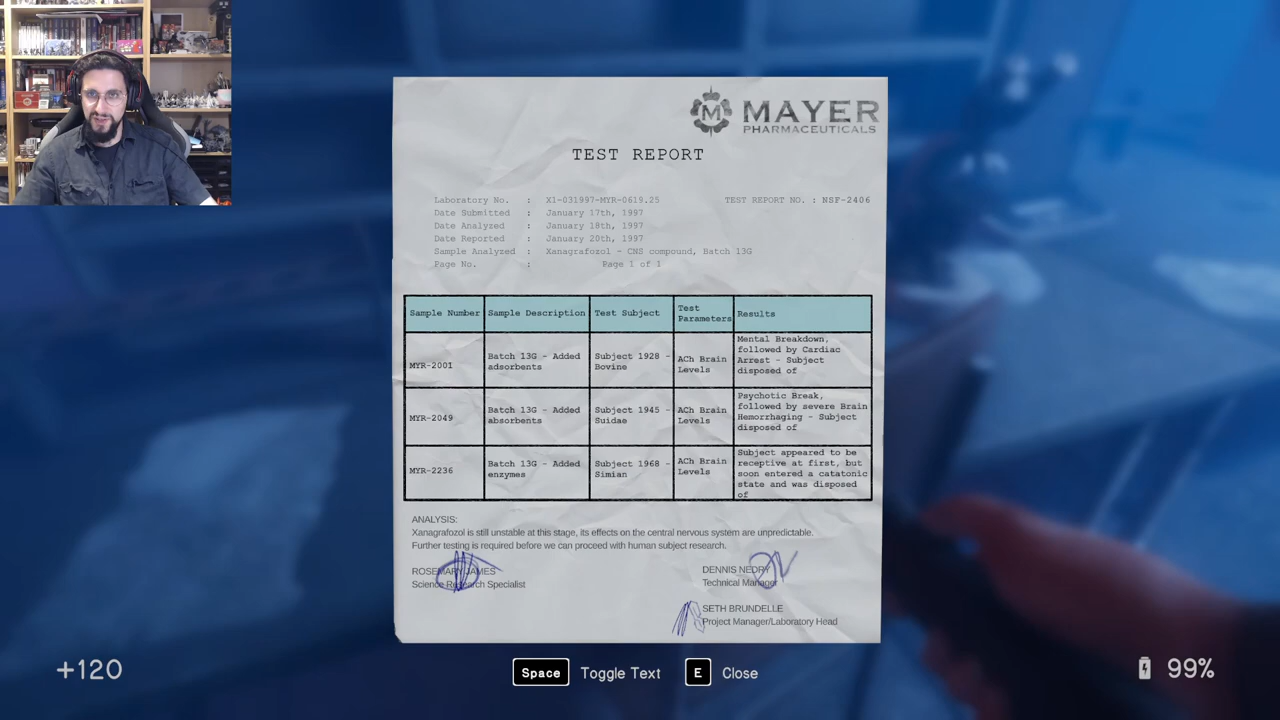 M MAYER
PHARMACEUTICALS
TEST REPORT
Laboratory No. : X1-031997-MYR-0619.25 TEST REPORT NO. : NSF-2406
Date Submitted : January 17th, 1997
Date Analyzed : January 18th, 1997
Date Reported : January 20th, 1997
Sample Analyzed : Xanagrafozol - CNS compound, Batch 13G
Page No. : Page 1 of 1
Sample Number Sample Description Test Subject Test Parameters Results
MYR-2001
Batch 13G - Added
adsorbents
Subject 1928 -
Bovine
ACh Brain
Levels
Mental Breakdown,
followed by Cardiac
Arrest - Subject
disposed of
MYR-2049
Batch 13G - Added
absorbents
Subject 1945 -
Suidae
ACh Brain
Levels
Psychotic Break,
followed by severe Brain
Hemorrhaging - Subject
disposed of
MYR-2236
Batch 13G - Added
enzymes
Subject 1968 -
Simian
ACh Brain
Levels
Subject appeared to be
receptive at first, but
soon entered a catatonic
state and was disposed
of
ANALYSIS:
Xanagrafozol is still unstable at this stage, its effects on the central nervous system are unpredictable.
Further testing is required before we can proceed with human subject research.
ROSEMARY JAMES
Science Research Specialist
DENNIS NEDRY
Technical Manager
SETH BRUNDELLE
Project Manager/Laboratory Head
+120
Space Toggle Text E Close
99%